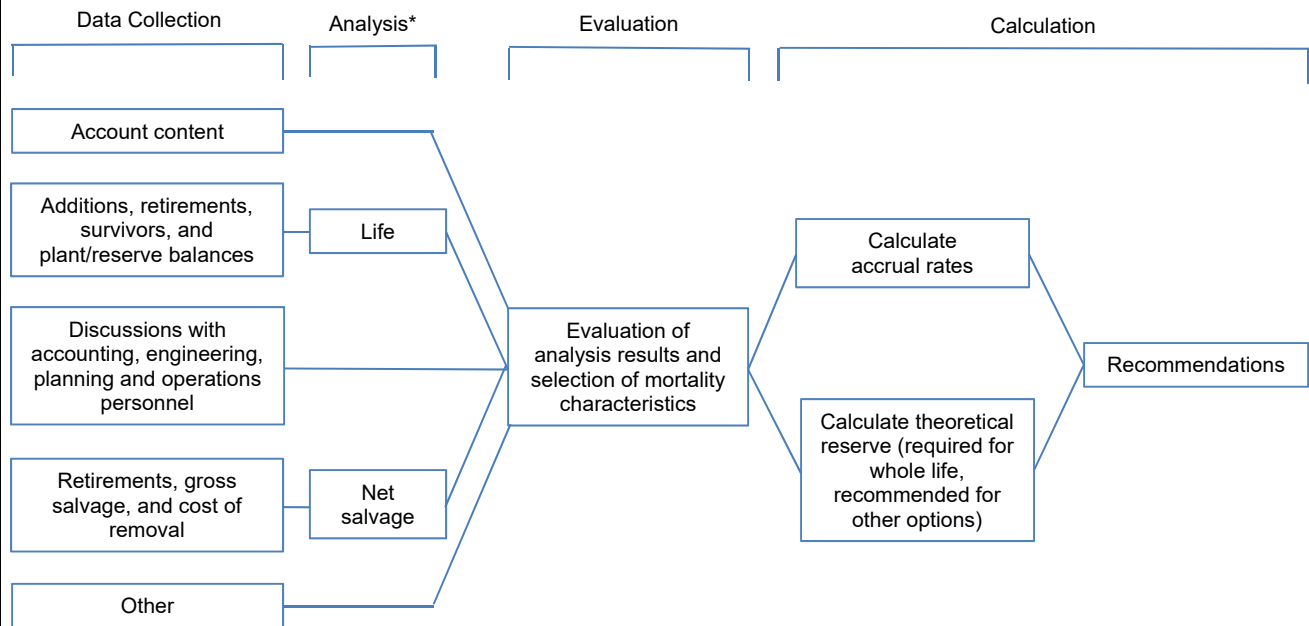 Data Collection
Analysis*
Evaluation
Calculation
Account content
Additions, retirements,
survivors, and
plant/reserve balances
Life
Discussions with
accounting, engineering,
planning and operations
personnel
Retirements, gross
salvage, and cost of
removal
Net
salvage
Other
Evaluation of
analysis results and
selection of mortality
characteristics
Calculate
accrual rates
Calculate theoretical
reserve (required for
whole life,
recommended for
other options)
Recommendations